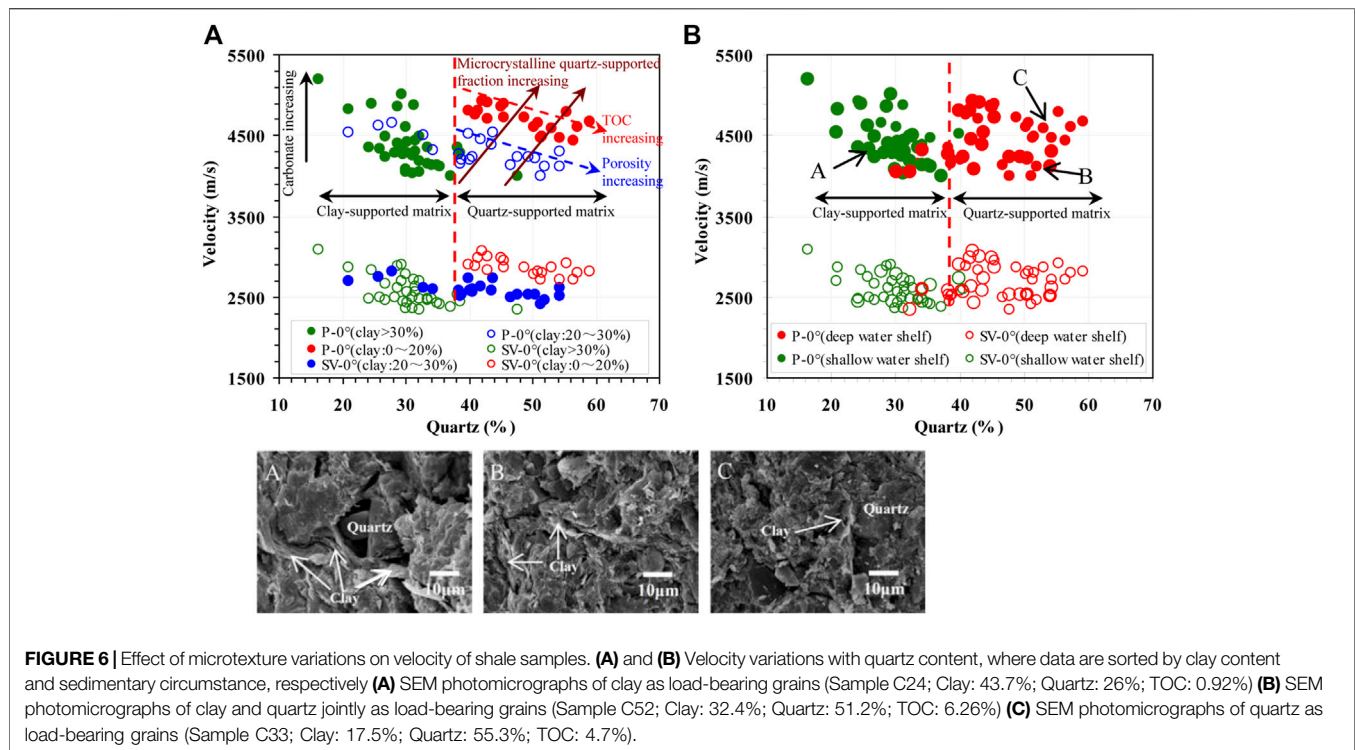 A
B
5500
4500
3500
2500
1500
Velocity (m/s)
Carbonate increasing
Microcrystalline quartz-supported
fraction increasing
TOC
increasing
Porosity
increasing
Clay-supported matrix
Quartz-supported matrix
P-0°(clay>30%)
P-0°(clay:20~30%)
P-0°(clay:0~20%)
SV-0°(clay>30%)
SV-0°(clay:20~30%)
SV-0°(clay:0~20%)
10 20 30 40 50 60 70
Quartz (%)
5500
4500
3500
2500
1500
Velocity (m/s)
A
C
B
Clay-supported matrix
Quartz-supported matrix
P-0°(deep water shelf)
SV-0°(deep water shelf)
P-0°(shallow water shelf)
SV-0°(shallow water shelf)
10 20 30 40 50 60 70
Quartz (%)
A
Quartz
Clay
10μm
B
Clay
10μm
C
Clay
Quartz
10μm
FIGURE 6 | Effect of microtexture variations on velocity of shale samples. (A) and (B) Velocity variations with quartz content, where data are sorted by clay content
and sedimentary circumstance, respectively (A) SEM photomicrographs of clay as load-bearing grains (Sample C24; Clay: 43.7%; Quartz: 26%; TOC: 0.92%) (B) SEM
photomicrographs of clay and quartz jointly as load-bearing grains (Sample C52; Clay: 32.4%; Quartz: 51.2%; TOC: 6.26%) (C) SEM photomicrographs of quartz as
load-bearing grains (Sample C33; Clay: 17.5%; Quartz: 55.3%; TOC: 4.7%).